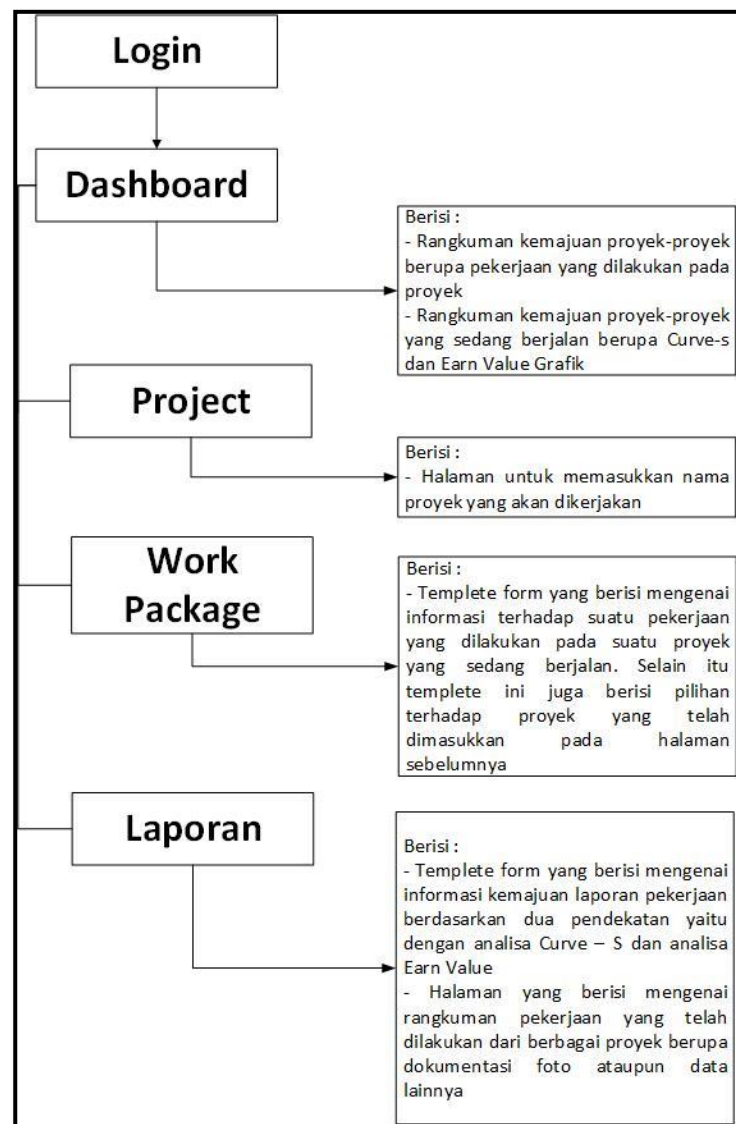 Login
Dashboard
Berisi :
- Rangkuman kemajuan proyek-proyek
berupa pekerjaan yang dilakukan pada
proyek
- Rangkuman kemajuan proyek-proyek
yang sedang berjalan berupa Curve-s
dan Earn Value Grafik
Project
Berisi :
- Halaman untuk memasukkan nama
proyek yang akan dikerjakan
Work
Package
Berisi :
- Templete form yang berisi mengenai
informasi terhadap suatu pekerjaan
yang dilakukan pada suatu proyek
yang sedang berjalan. Selain itu
templete ini juga berisi pilihan
terhadap proyek yang telah
dimasukkan pada halaman
sebelumnya
Laporan
Berisi :
- Templete form yang berisi mengenai
informasi kemajuan laporan pekerjaan
berdasarkan dua pendekatan yaitu
dengan analisa Curve – S dan analisa
Earn Value
- Halaman yang berisi mengenai
rangkuman pekerjaan yang telah
dilakukan dari berbagai proyek berupa
dokumentasi foto ataupun data
lainnya